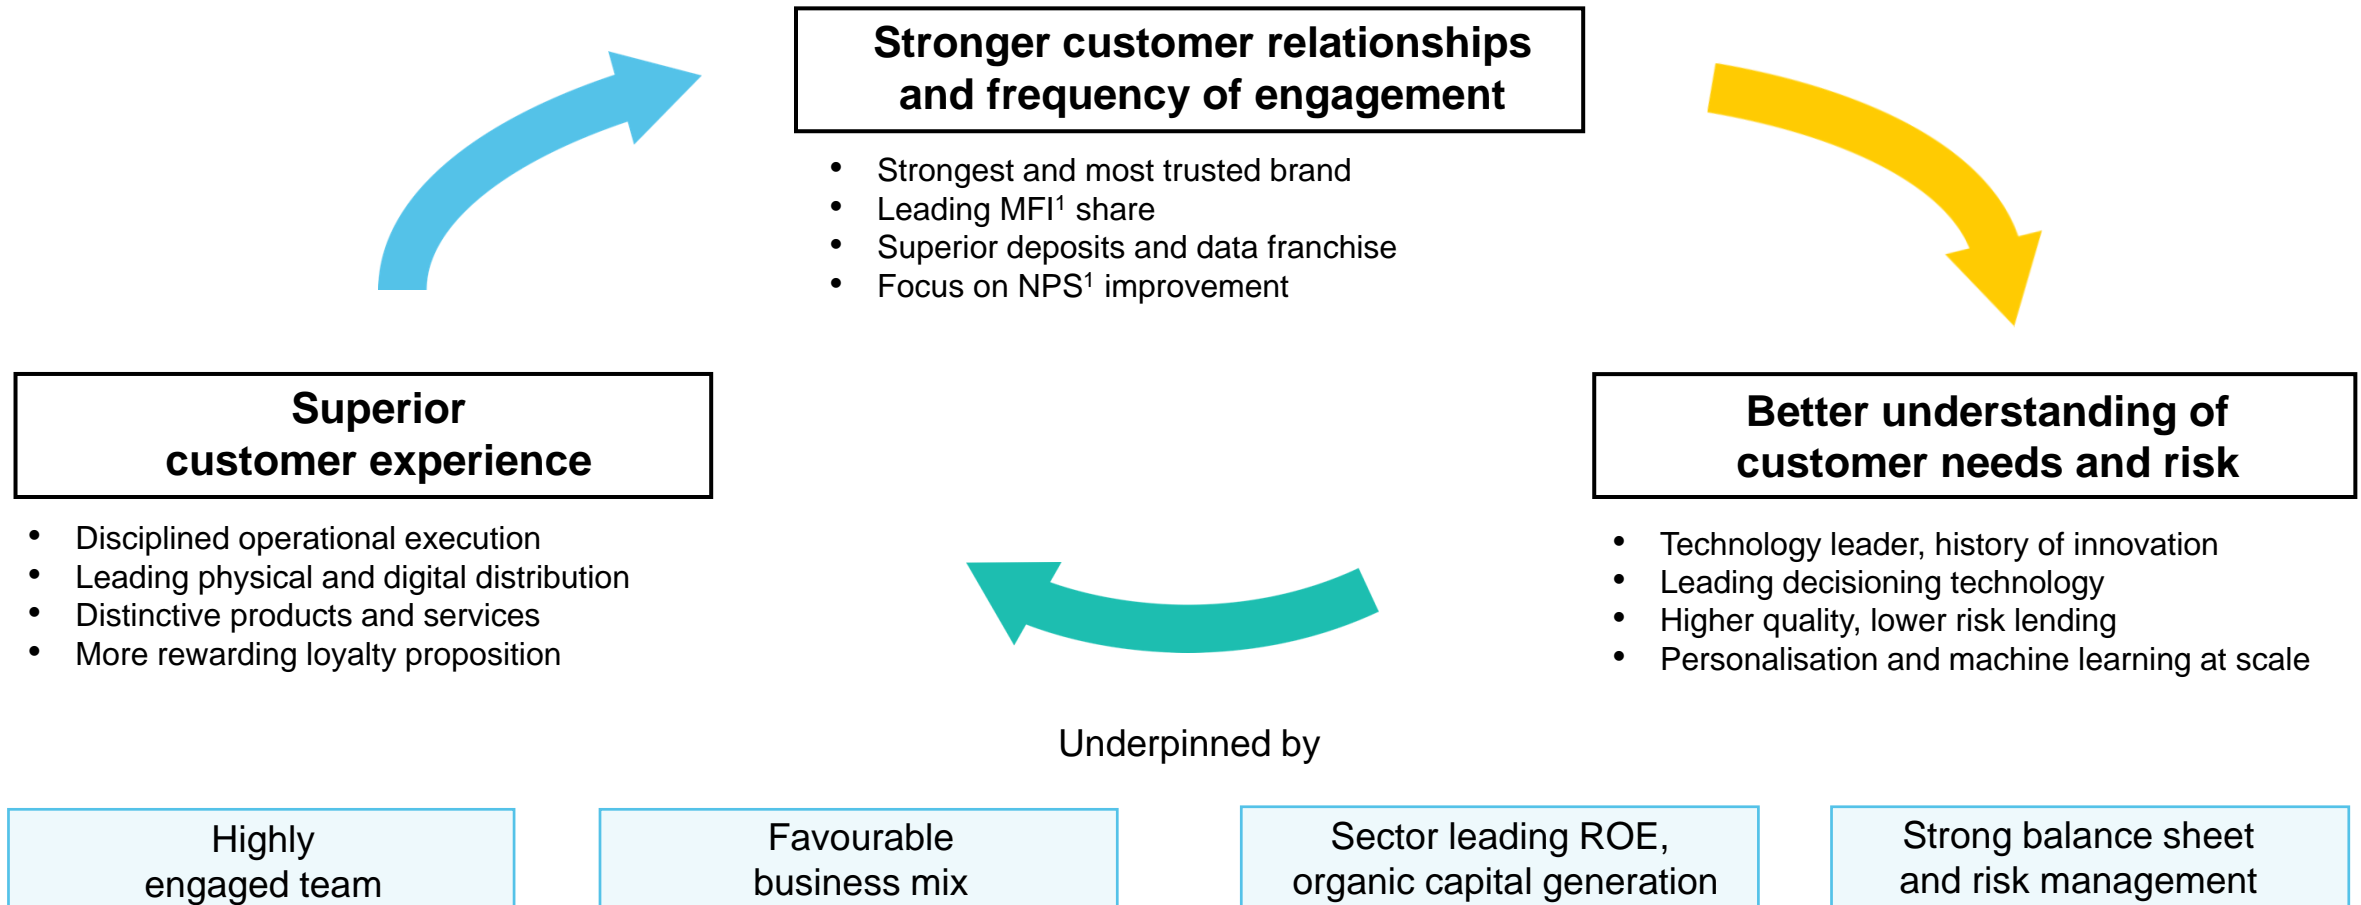 Stronger customer relationships
and frequency of engagement
• Strongest and most trusted brand
• Leading MFI¹ share
• Superior deposits and data franchise
• Focus on NPS¹ improvement
Superior
customer experience
• Disciplined operational execution
• Leading physical and digital distribution
• Distinctive products and services
• More rewarding loyalty proposition
Better understanding of
customer needs and risk
• Technology leader, history of innovation
• Leading decisioning technology
• Higher quality, lower risk lending
• Personalisation and machine learning at scale
Underpinned by
Highly
engaged team
Favourable
business mix
Sector leading ROE,
organic capital generation
Strong balance sheet
and risk management